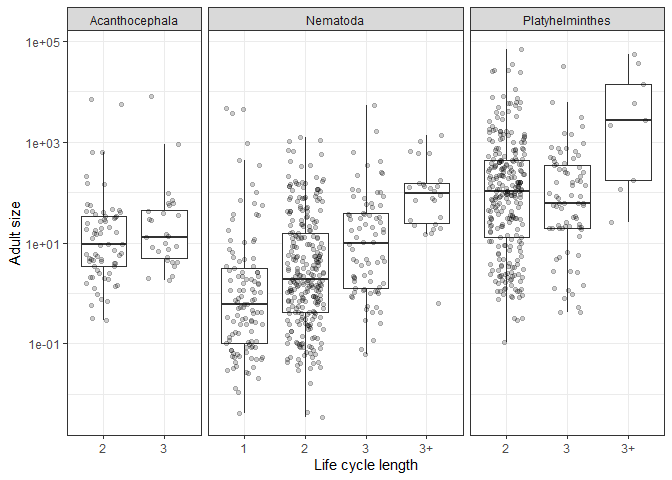 Acanthocephala
Nematoda
Platyhelminthes
1e+05
1e+03
1e+01
1e-01
Adult size
2
3
1
2
3
3+
2
3
3+
Life cycle length